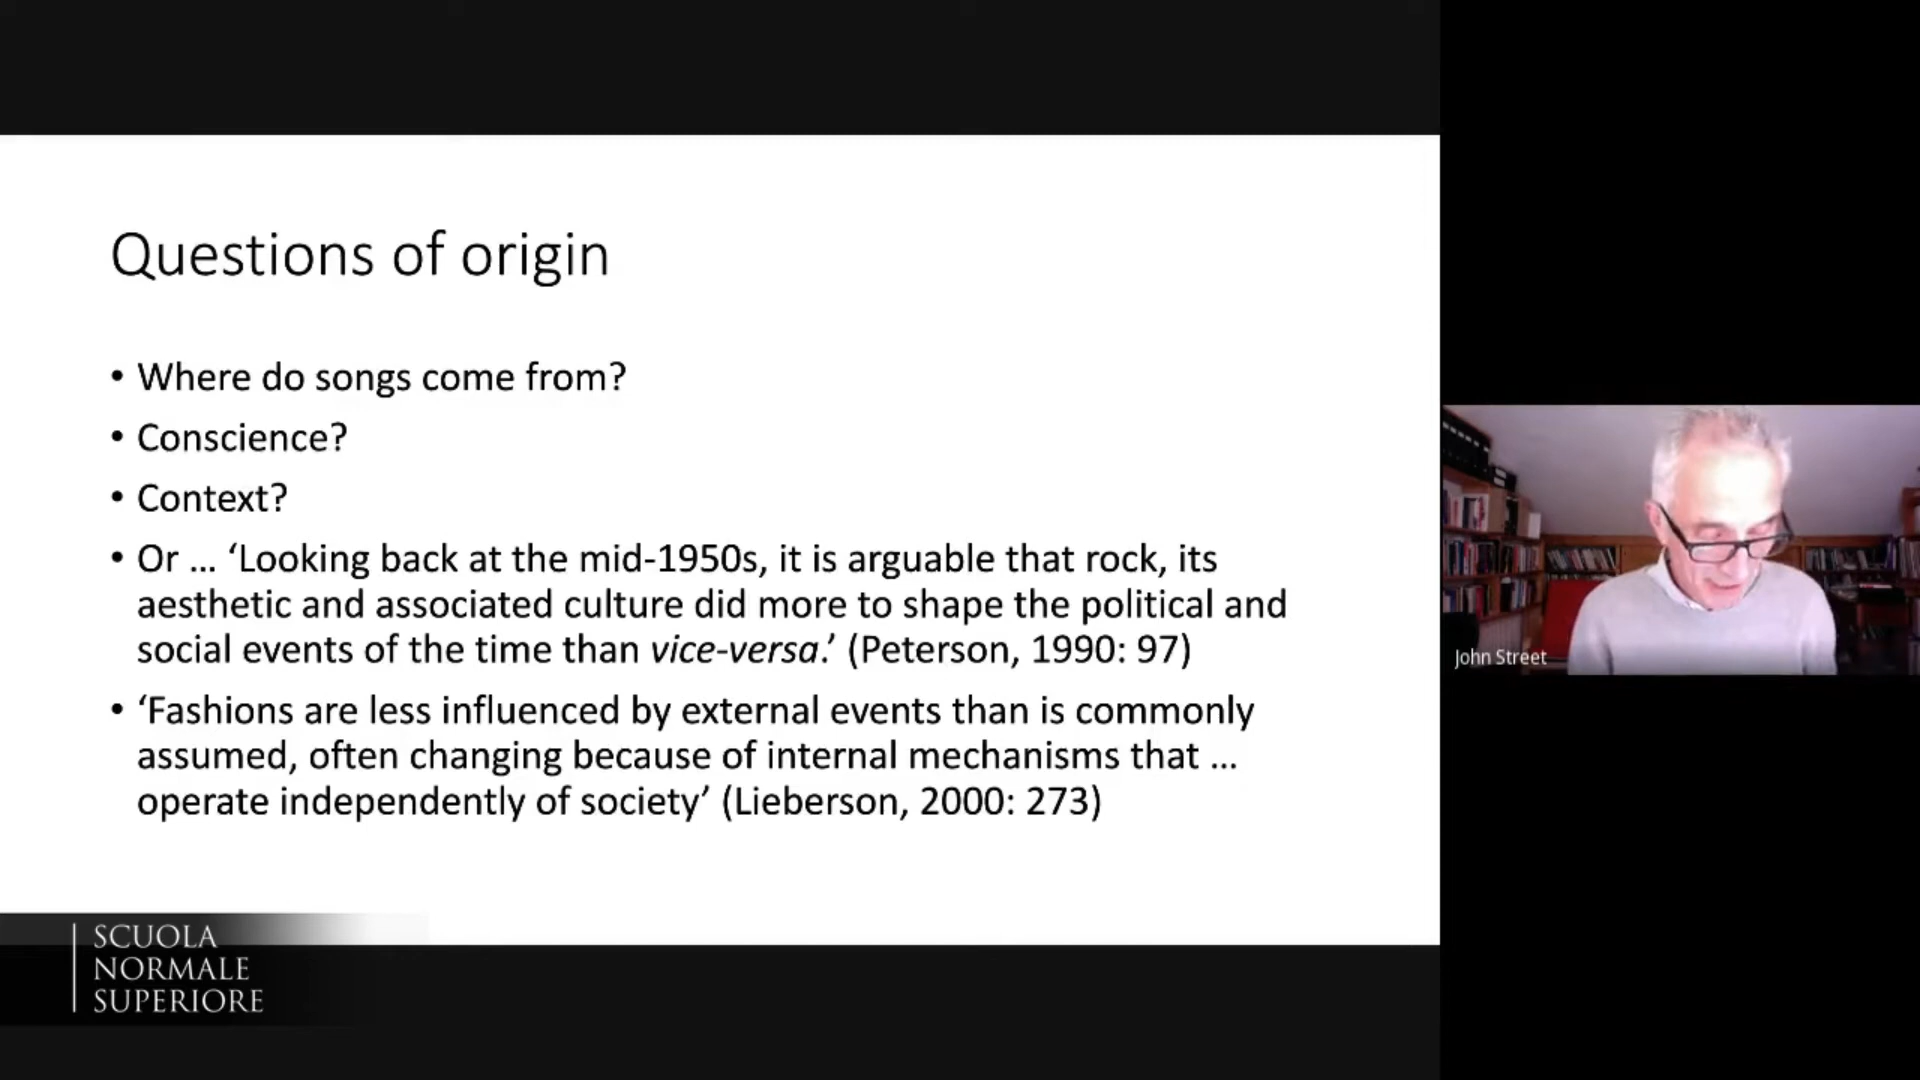 Questions of origin
• Where do songs come from?
• Conscience?
• Context?
• Or ... ‘Looking back at the mid-1950s, it is arguable that rock, its
aesthetic and associated culture did more to shape the political and
social events of the time than vice-versa.’ (Peterson, 1990: 97)
• ‘Fashions are less influenced by external events than is commonly
assumed, often changing because of internal mechanisms that ...
operate independently of society’ (Lieberson, 2000: 273)
John Street
SCUOLA
NORMALE
SUPERIORE